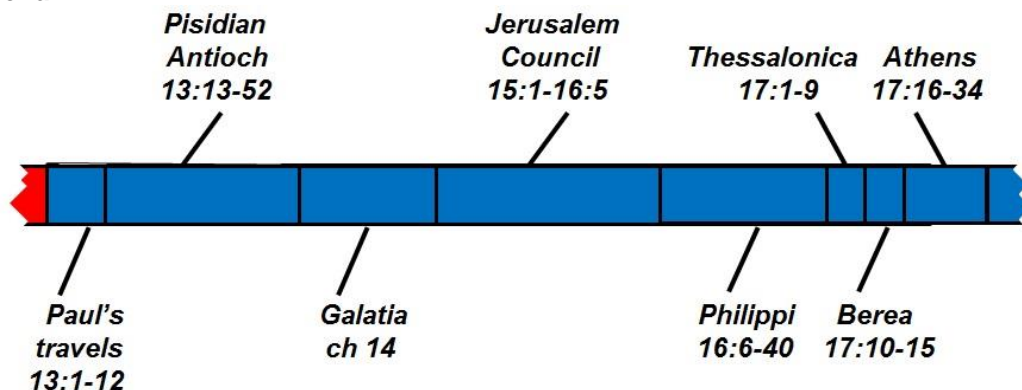 Pisidian
Antioch
13:13-52
Jerusalem
Council
15:1-16:5
Thessalonica
17:1-9
Athens
17:16-34
Paul's
travels
13:1-12
Galatia
ch 14
Philippi
16:6-40
Berea
17:10-15